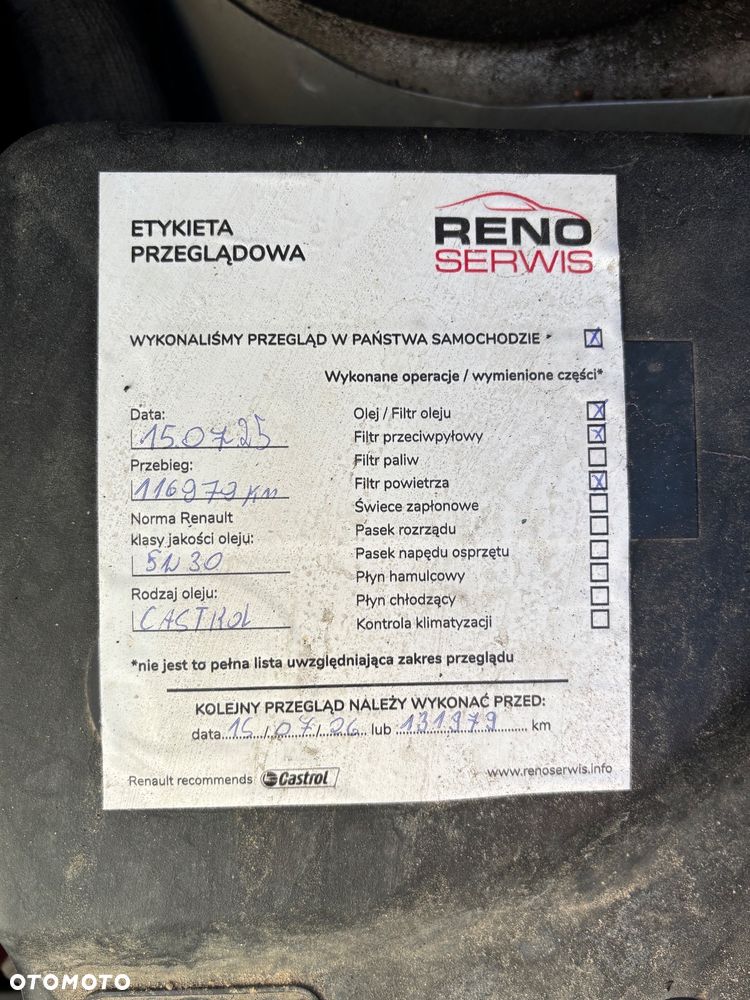 ETYKIETA
PRZEGLĄDOWA
RENO
SERWIS
WYKONALIŚMY PRZEGLĄD W PAŃSTWA SAMOCHODZIE * X
Wykonane operacje / wymienione części*
Data:
15.07.25
Przebieg:
116979 km
Norma Renault
klasy jakości oleju:
5W30
Rodzaj oleju:
CASTROL
Olej / Filtr oleju X
Filtr przeciwpyłowy X
Filtr paliw
Filtr powietrza X
Świece zapłonowe
Pasek rozrządu
Pasek napędu osprzętu
Płyn hamulcowy
Płyn chłodzący
Kontrola klimatyzacji
*nie jest to pełna lista uwzględniająca zakres przeglądu
KOLEJNY PRZEGLĄD NALEŻY WYKONAĆ PRZED:
data 15/07/26 lub 131979 km
Renault recommends Castrol
www.renoserwis.info
OTOMOTO